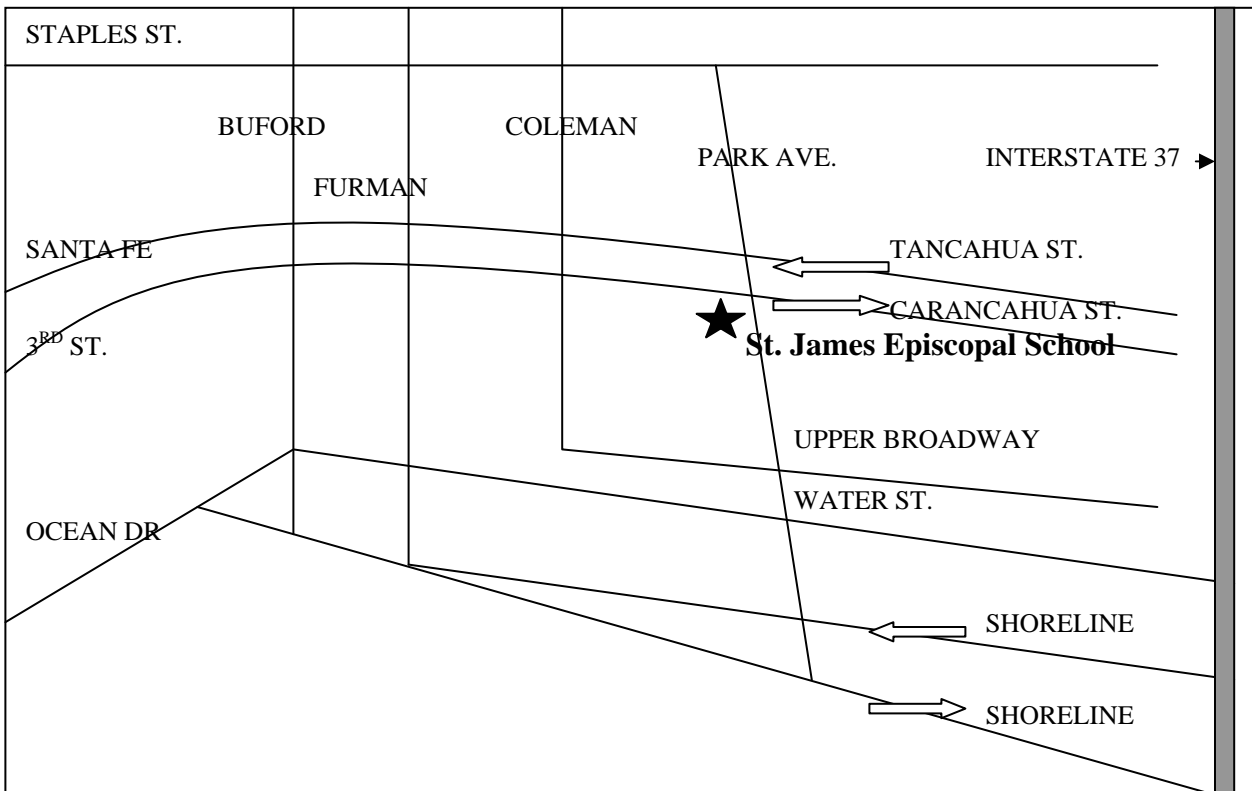 STAPLES ST.
BUFORD
COLEMAN
PARK AVE.
INTERSTATE 37
FURMAN
SANTA FE
TANCAHUA ST.
CARANCAHUA ST.
3RD ST.
St. James Episcopal School
UPPER BROADWAY
WATER ST.
OCEAN DR
SHORELINE
SHORELINE